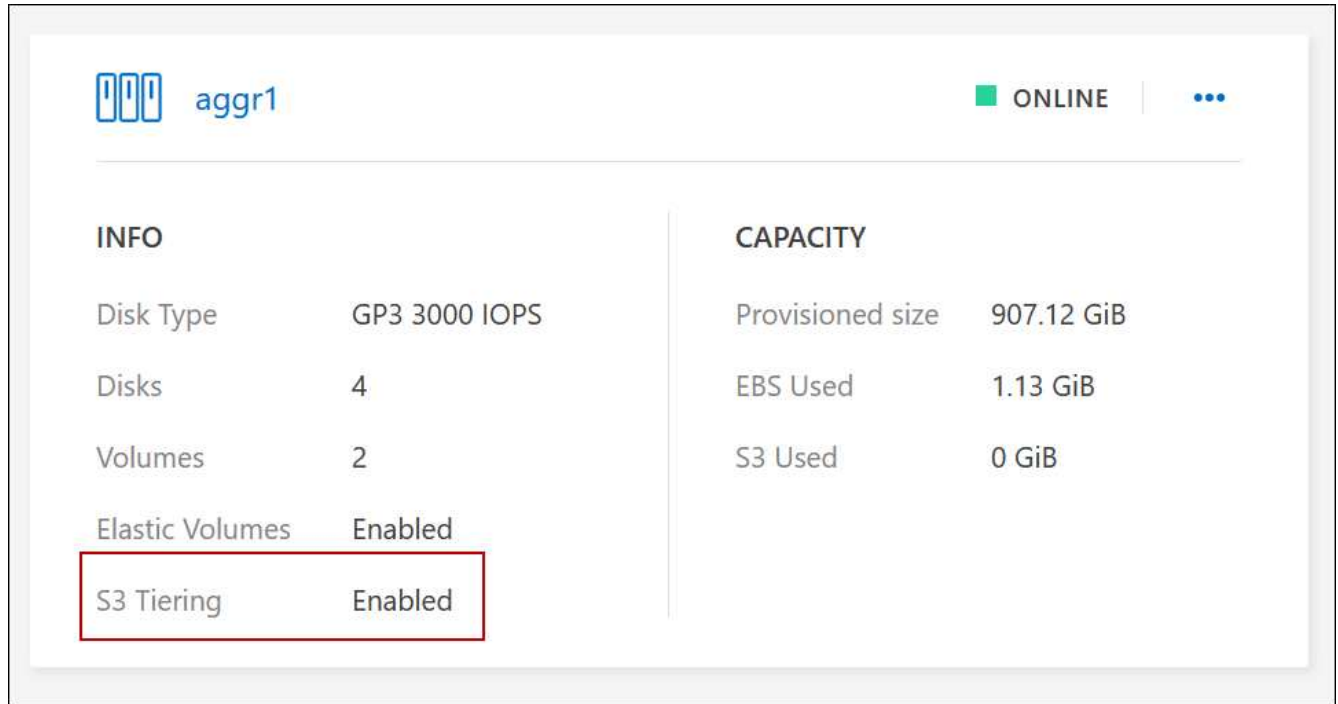 aggr1
ONLINE
INFO
Disk Type GP3 3000 IOPS
Disks 4
Volumes 2
Elastic Volumes Enabled
S3 Tiering Enabled
CAPACITY
Provisioned size 907.12 GiB
EBS Used 1.13 GiB
S3 Used 0 GiB